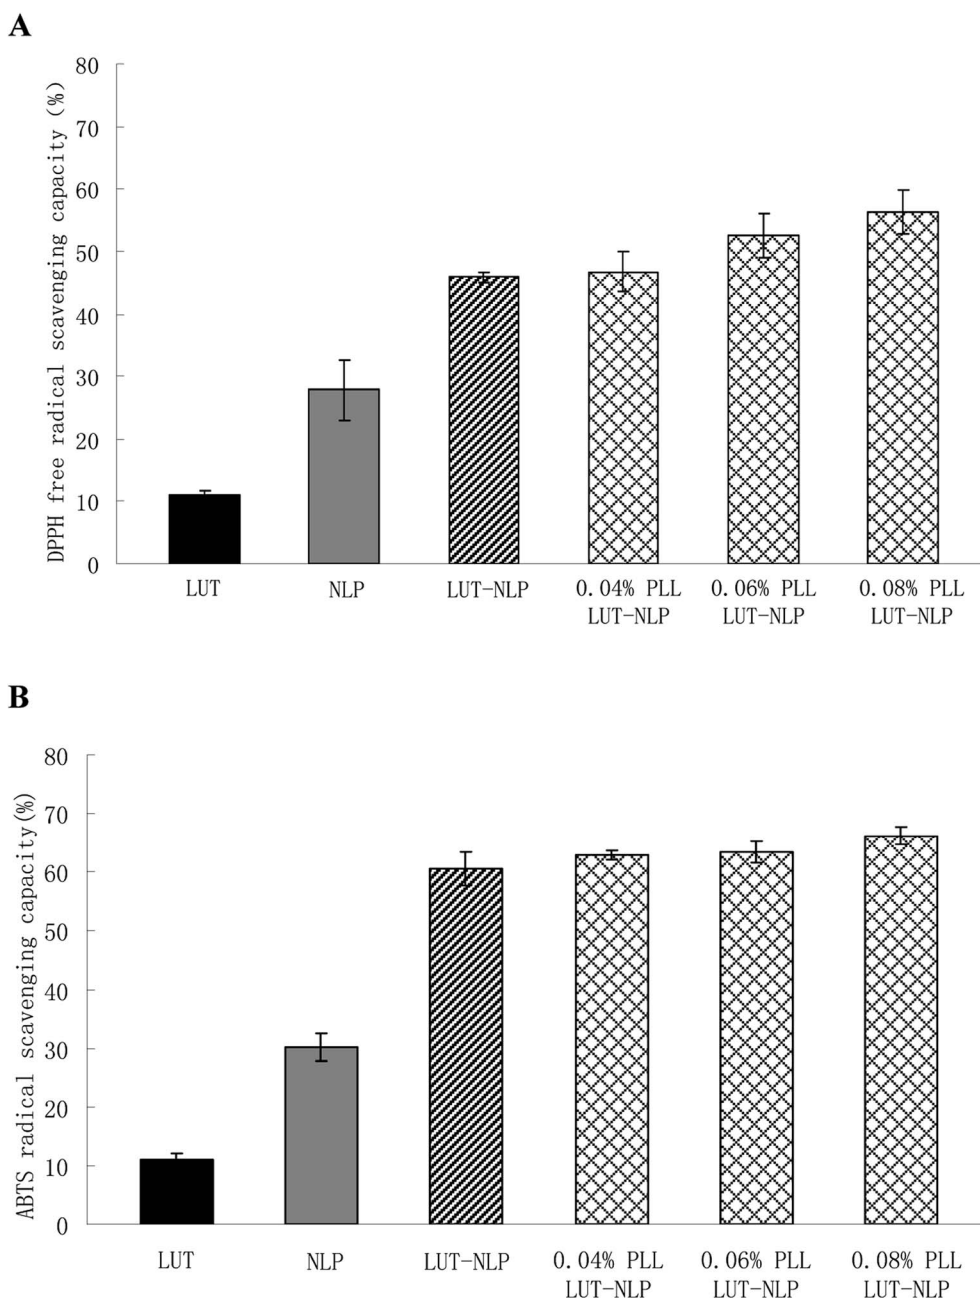 A
DPPH free radical scavenging capacity (%)
80
70
60
50
40
30
20
10
0
LUT NLP LUT-NLP 0.04% PLL 0.06% PLL 0.08% PLL
LUT-NLP LUT-NLP LUT-NLP
B
ABTS radical scavenging capacity(%)
80
70
60
50
40
30
20
10
0
LUT NLP LUT-NLP 0.04% PLL 0.06% PLL 0.08% PLL
LUT-NLP LUT-NLP LUT-NLP